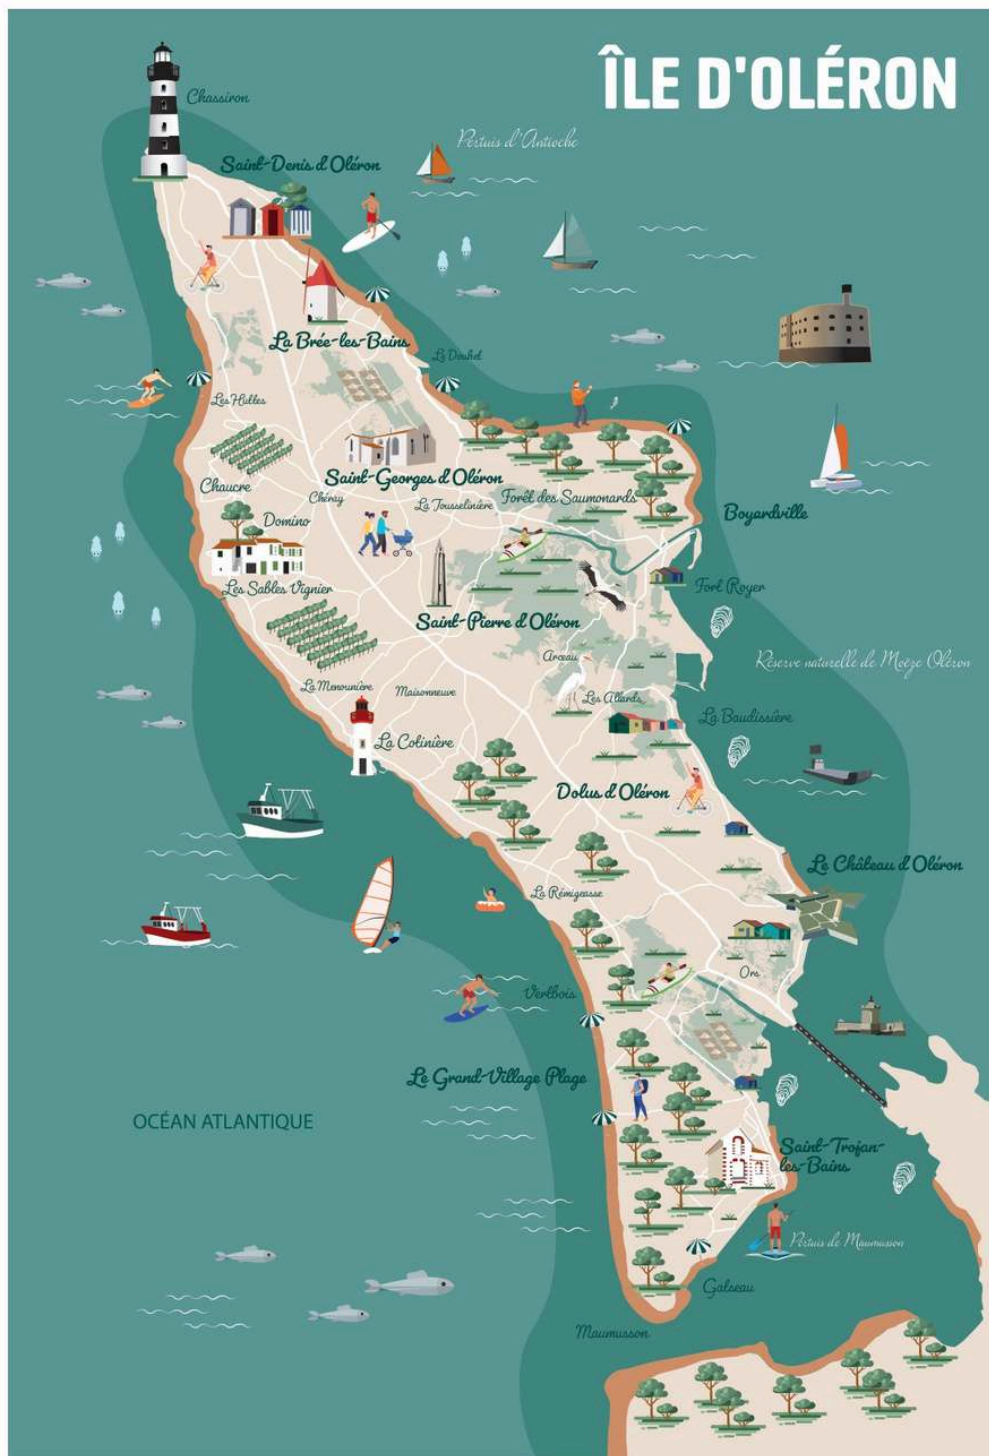 ÎLE D'OLÉRON
Chassiron
Pertuis d'Antioche
Saint-Denis d'Oléron
La Brée-les-Bains
Le Douhet
Les Huttes
Saint-Georges d'Oléron
Chaucre
Chéray
La Jousselinière
Forêt des Saumonards
Boyardville
Domino
Les Sables Vignier
Fort Royer
Saint-Pierre d'Oléron
Arceau
Réserve naturelle de Moëze Oléron
La Menounière
Maisonneuve
Les Allards
La Baudissière
La Cotinière
Dolus d'Oléron
Le Château d'Oléron
La Rémigeasse
Ors
Vertbois
Le Grand-Village Plage
OCÉAN ATLANTIQUE
Saint-Trojan-
les-Bains
Pertuis de Maumusson
Gatseau
Maumusson